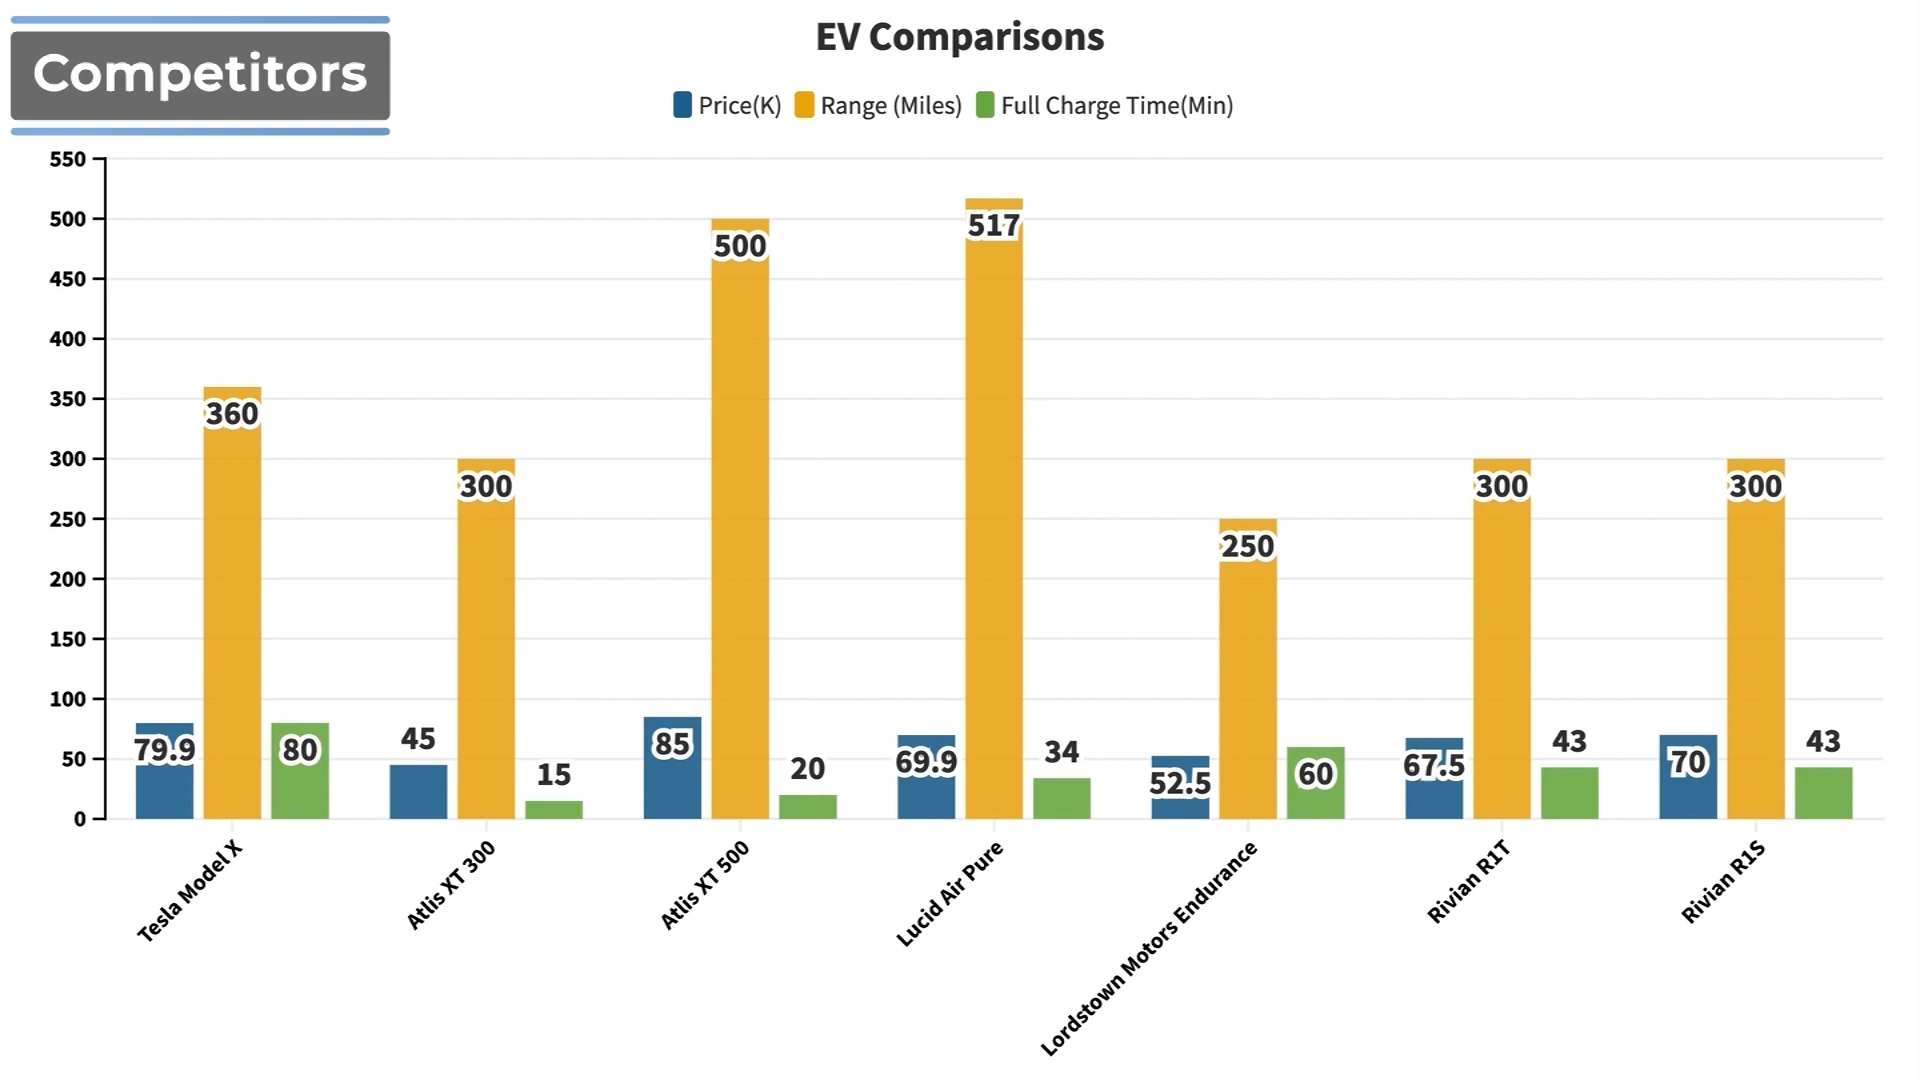 Competitors
EV Comparisons
Price(K) Range (Miles) Full Charge Time(Min)
550
500
450
400
350
300
250
200
150
100
50
0
79.9 360 80
45 300 15
85 500 20
69.9 517 34
52.5 250 60
67.5 300 43
70 300 43
Tesla Model X
Atlis XT 300
Atlis XT 500
Lucid Air Pure
Lordstown Motors Endurance
Rivian R1T
Rivian R1S